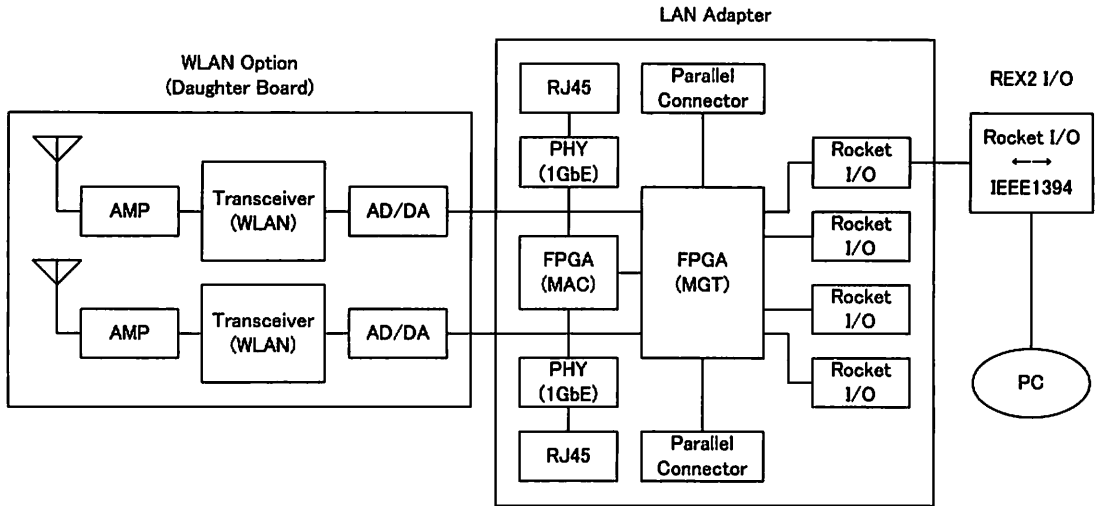 LAN Adapter
WLAN Option
(Daughter Board)
REX2 I/O
RJ45
Parallel
Connector
PHY
(1GbE)
Rocket
I/O
Rocket I/O
←→
IEEE1394
AMP
Transceiver
(WLAN)
AD/DA
FPGA
(MAC)
FPGA
(MGT)
Rocket
I/O
AMP
Transceiver
(WLAN)
AD/DA
Rocket
I/O
PHY
(1GbE)
Rocket
I/O
PC
RJ45
Parallel
Connector